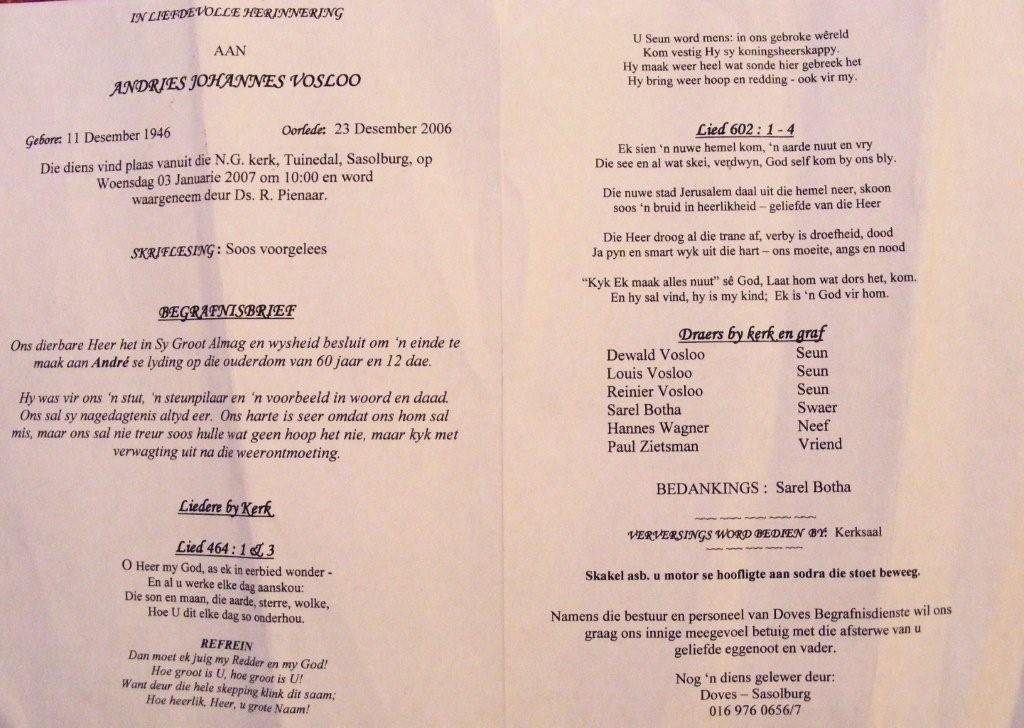 IN LIEFDEVOLLE HERINNERING
AAN
ANDRIES JOHANNES VOSLOO
Gebore: 11 Desember 1946
Oorlede: 23 Desember 2006
Die diens vind plaas vanuit die N.G. kerk, Tuinedal, Sasolburg, op
Woensdag 03 Januarie 2007 om 10:00 en word
waargeneem deur Ds. R. Pienaar.
SKRIFLESING: Soos voorgelees
BEGRAFNISBRIEF
Ons dierbare Heer het in Sy Groot Almag en wysheid besluit om ‘n einde te
maak aan André se lyding op die ouderdom van 60 jaar en 12 dae.
Hy was vir ons ‘n stut, ‘n steunpilaar en ‘n voorbeeld in woord en daad.
Ons sal sy nagedagtenis altyd eer. Ons harte is seer omdat ons hom sal
mis, maar ons sal nie treur soos hulle wat geen hoop het nie, maar kyk met
verwagting uit na die weerontmoeting.
Liedere by Kerk
Lied 464 : 1 & 3
O Heer my God, as ek in eerbied wonder -
En al u werke elke dag aanskou:
Die son en maan, die aarde, sterre, wolke,
Hoe U dit elke dag so onderhou.
REFREIN
Dan moet ek juig my Redder en my God!
Hoe groot is U, hoe groot is U!
Want deur die hele skepping klink dit saam;
Hoe heerlik, Heer, u grote Naam!
U Seun word mens: in ons gebroke wêreld
Kom vestig Hy sy koningsheerskappy.
Hy maak weer heel wat sonde hier gebreek het
Hy bring weer hoop en redding - ook vir my.
Lied 602 : 1 - 4
Ek sien ‘n nuwe hemel kom, ‘n aarde nuut en vry
Die see en al wat skei, verdwyn, God self kom by ons bly.
Die nuwe stad Jerusalem daal uit die hemel neer, skoon
soos ‘n bruid in heerlikheid – geliefde van die Heer
Die Heer droog al die trane af, verby is droefheid, dood
Ja pyn en smart wyk uit die hart – ons moeite, angs en nood
“Kyk Ek maak alles nuut” sê God, Laat hom wat dors het, kom.
En hy sal vind, hy is my kind; Ek is ‘n God vir hom.
Draers by kerk en graf
Dewald Vosloo Seun
Louis Vosloo Seun
Reinier Vosloo Seun
Sarel Botha Swaer
Hannes Wagner Neef
Paul Zietsman Vriend
BEDANKINGS : Sarel Botha
~~~~~~
VERVERSINGS WORD BEDIEN BY: Kerksaal
~~~~~~
Skakel asb. u motor se hoofligte aan sodra die stoet beweeg.
Namens die bestuur en personeel van Doves Begrafnisdienste wil ons
graag ons innige meegevoel betuig met die afsterwe van u
geliefde eggenoot en vader.
Nog ‘n diens gelewer deur:
Doves – Sasolburg
016 976 0656/7